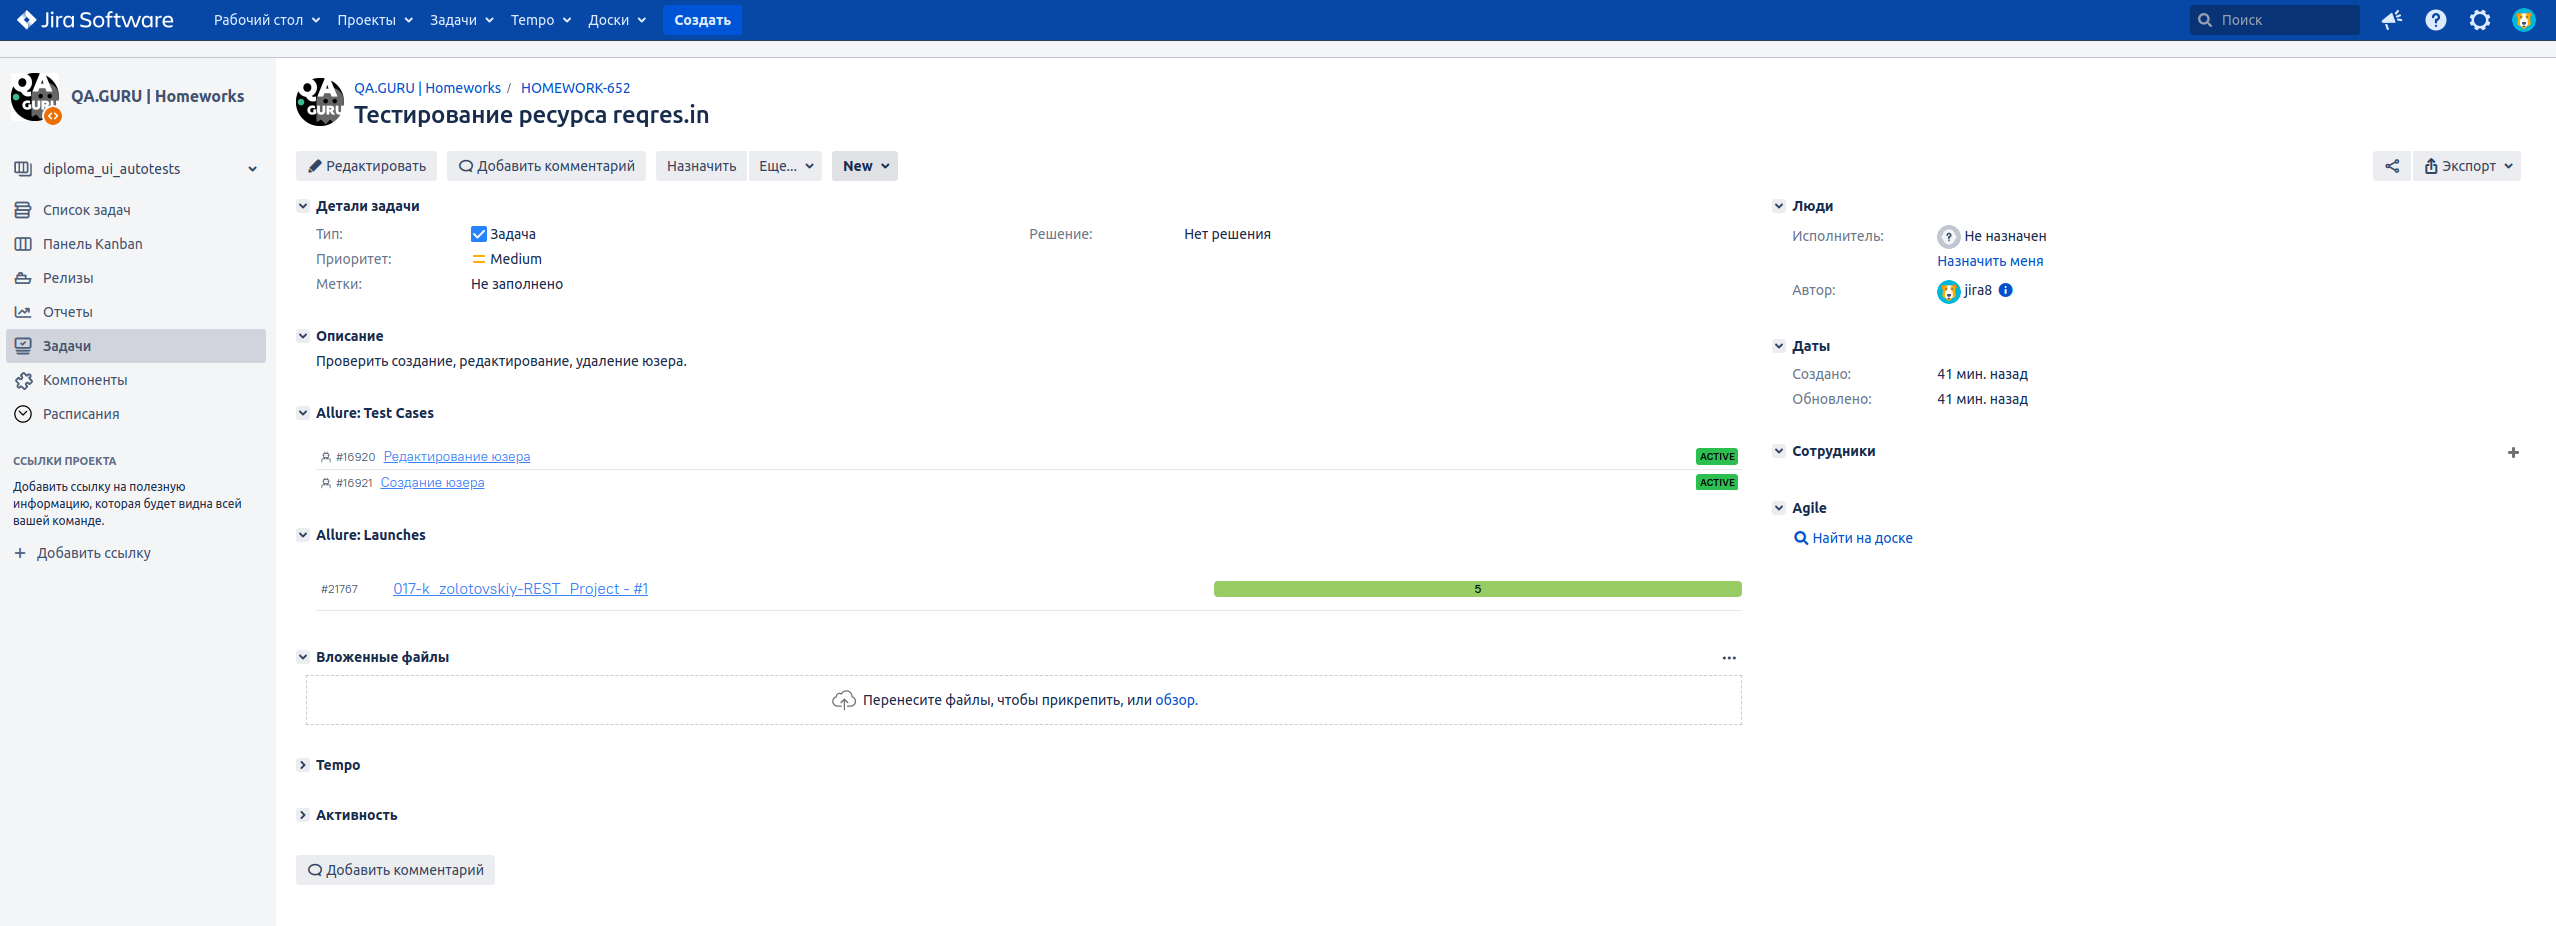 Jira Software Рабочий стол Проекты Задачи Tempo Доски Создать Поиск
QA GURU
QA.GURU | Homeworks
diploma_ui_autotests
Список задач
Панель Kanban
Релизы
Отчеты
Задачи
Компоненты
Расписания
ССЫЛКИ ПРОЕКТА
Добавить ссылку на полезную
информацию, которая будет видна всей
вашей команде.
+ Добавить ссылку
QA GURU
QA.GURU | Homeworks / HOMEWORK-652
Тестирование ресурса reqres.in
Редактировать Добавить комментарий Назначить Еще... New Экспорт
Детали задачи
Тип: Задача Решение: Нет решения
Приоритет: Medium
Метки: Не заполнено
Описание
Проверить создание, редактирование, удаление юзера.
Allure: Test Cases
#16920 Редактирование юзера ACTIVE
#16921 Создание юзера ACTIVE
Allure: Launches
#21767 017-k_zolotovskiy-REST_Project - #1 5
Вложенные файлы ...
Перенесите файлы, чтобы прикрепить, или обзор.
Tempo
Активность
Добавить комментарий
Люди
Исполнитель: Не назначен
Назначить меня
Автор: jira8
Даты
Создано: 41 мин. назад
Обновлено: 41 мин. назад
Сотрудники +
Agile
Найти на доске